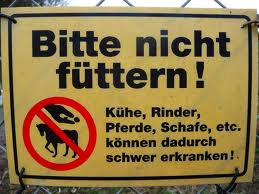 Bitte nicht
füttern!
Kühe, Rinder,
Pferde, Schafe, etc.
können dadurch
schwer erkranken!